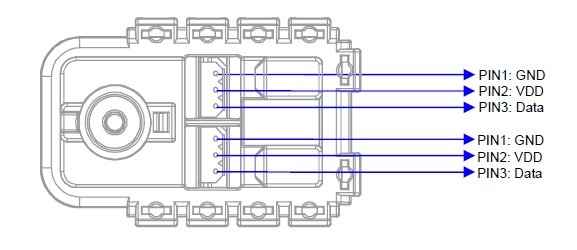 PIN1: GND
PIN2: VDD
PIN3: Data
PIN1: GND
PIN2: VDD
PIN3: Data